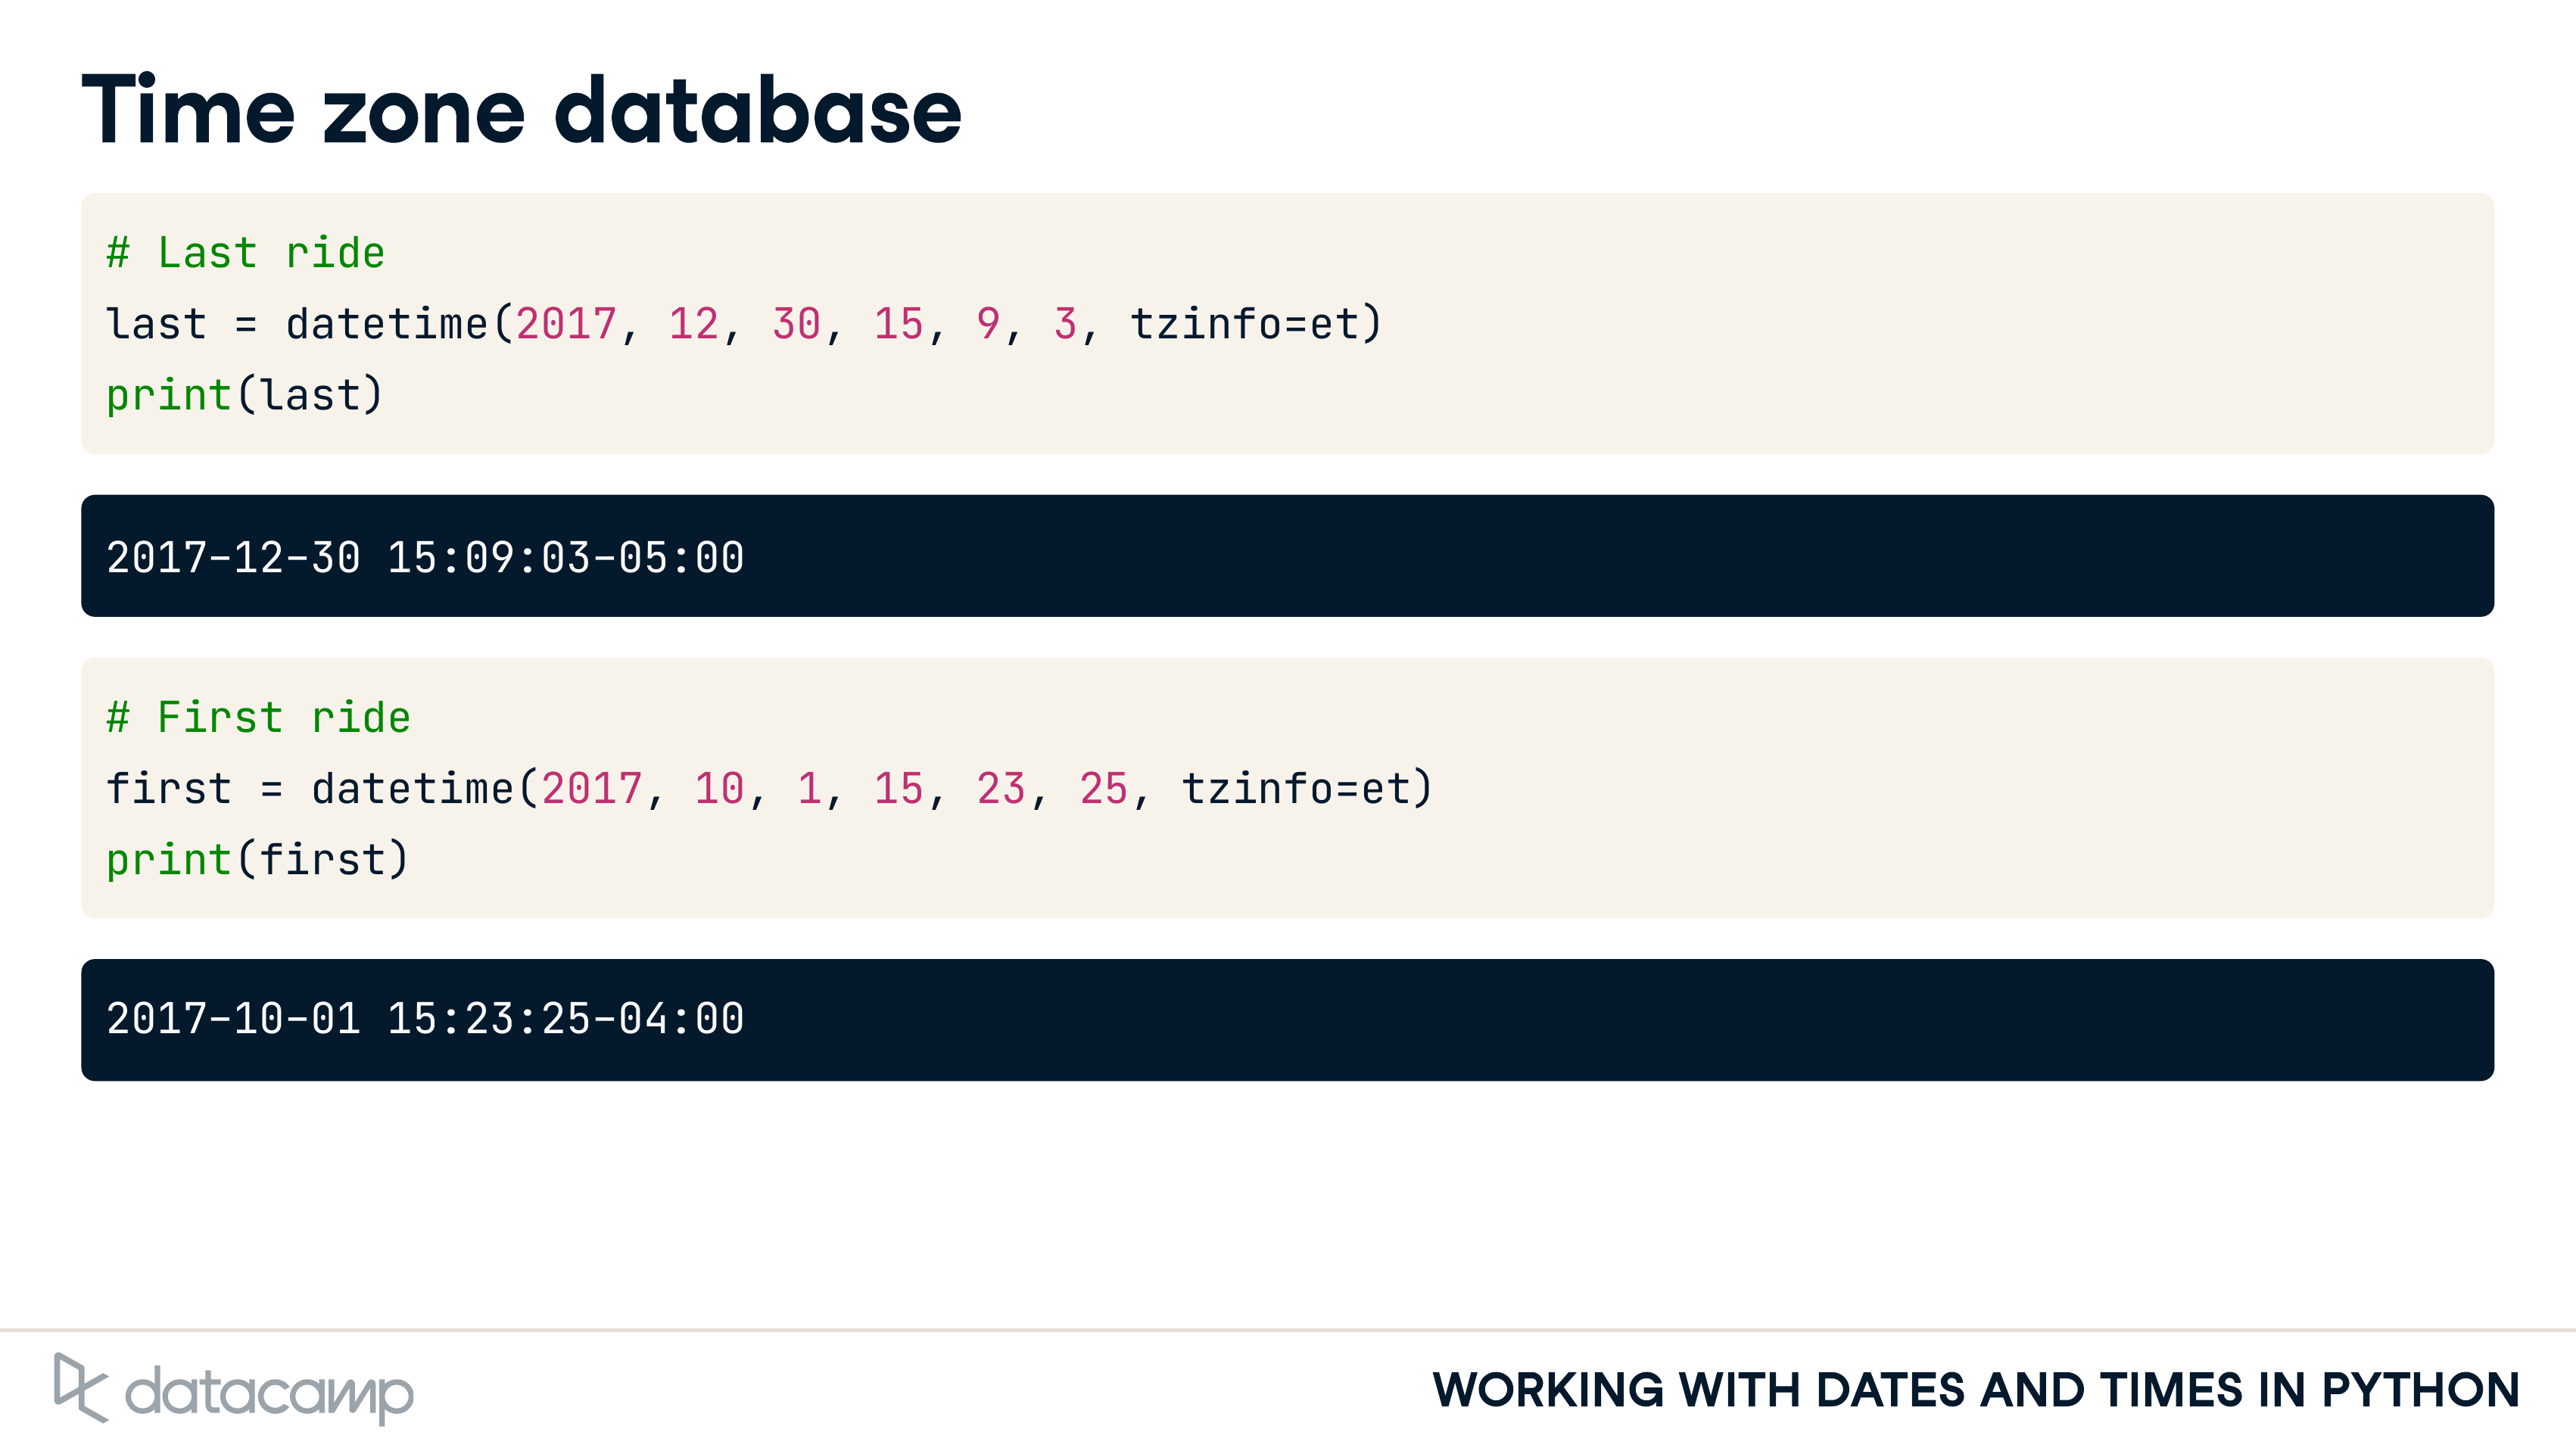 Time zone database
# Last ride
last = datetime(2017, 12, 30, 15, 9, 3, tzinfo=et)
print(last)
2017-12-30 15:09:03-05:00
# First ride
first = datetime(2017, 10, 1, 15, 23, 25, tzinfo=et)
print(first)
2017-10-01 15:23:25-04:00
datacamp
WORKING WITH DATES AND TIMES IN PYTHON